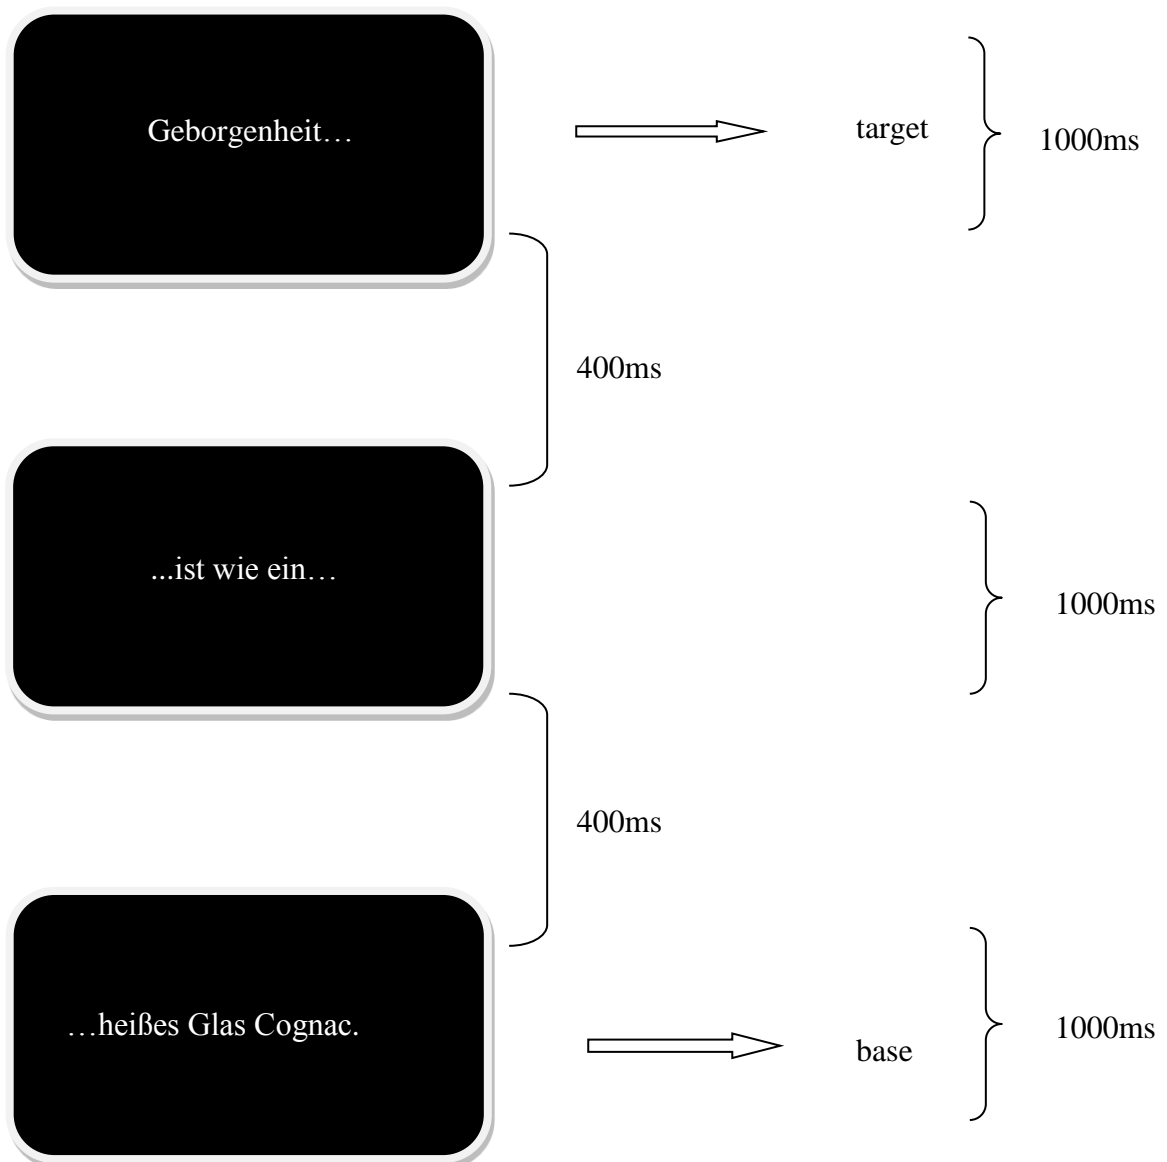 Geborgenheit…
target
1000ms
400ms
...ist wie ein…
1000ms
400ms
…heißes Glas Cognac.
base
1000ms